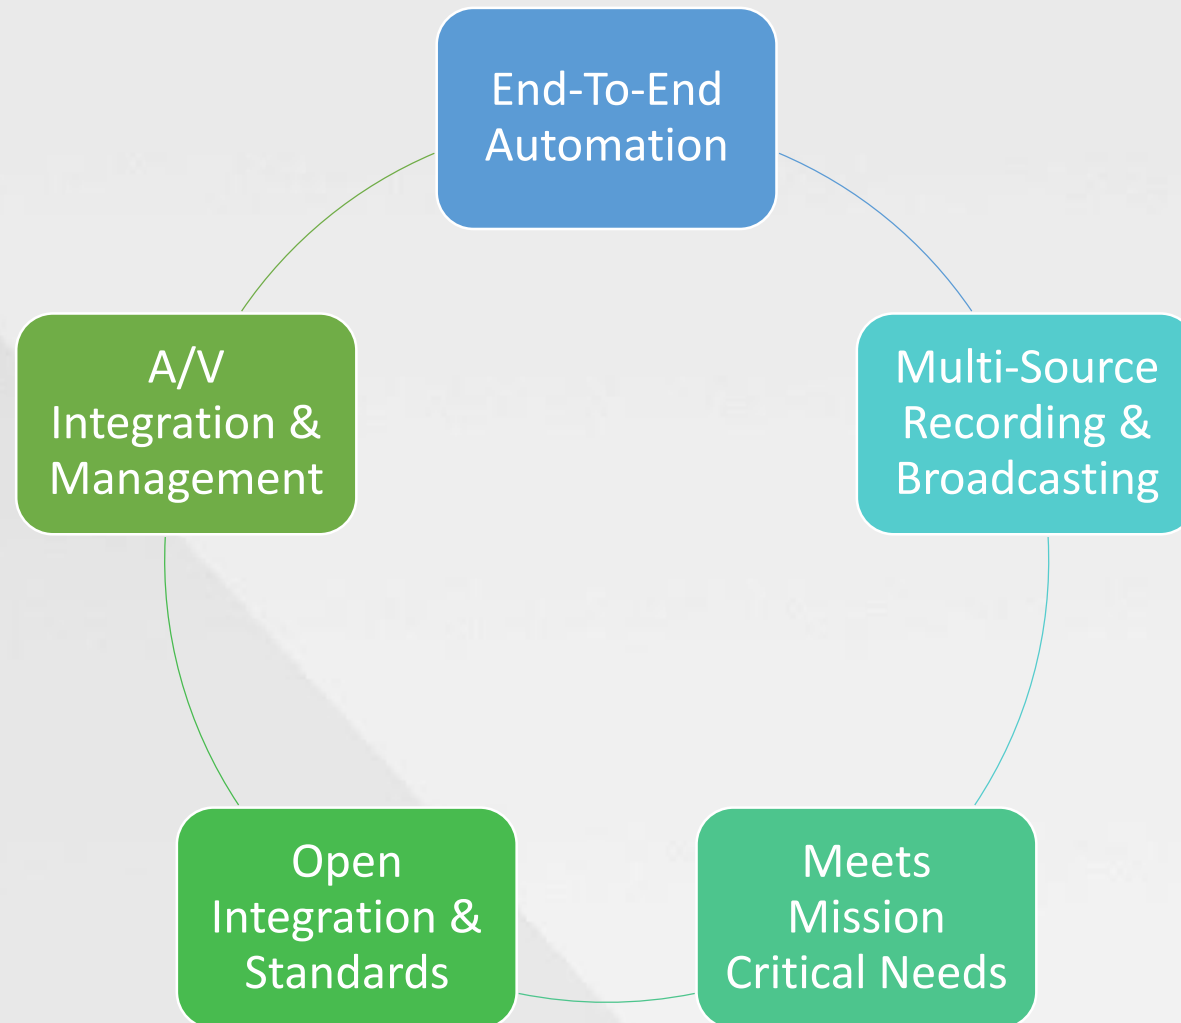 End-To-End
Automation
Multi-Source
Recording &
Broadcasting
Meets
Mission
Critical Needs
Open
Integration &
Standards
A/V
Integration &
Management